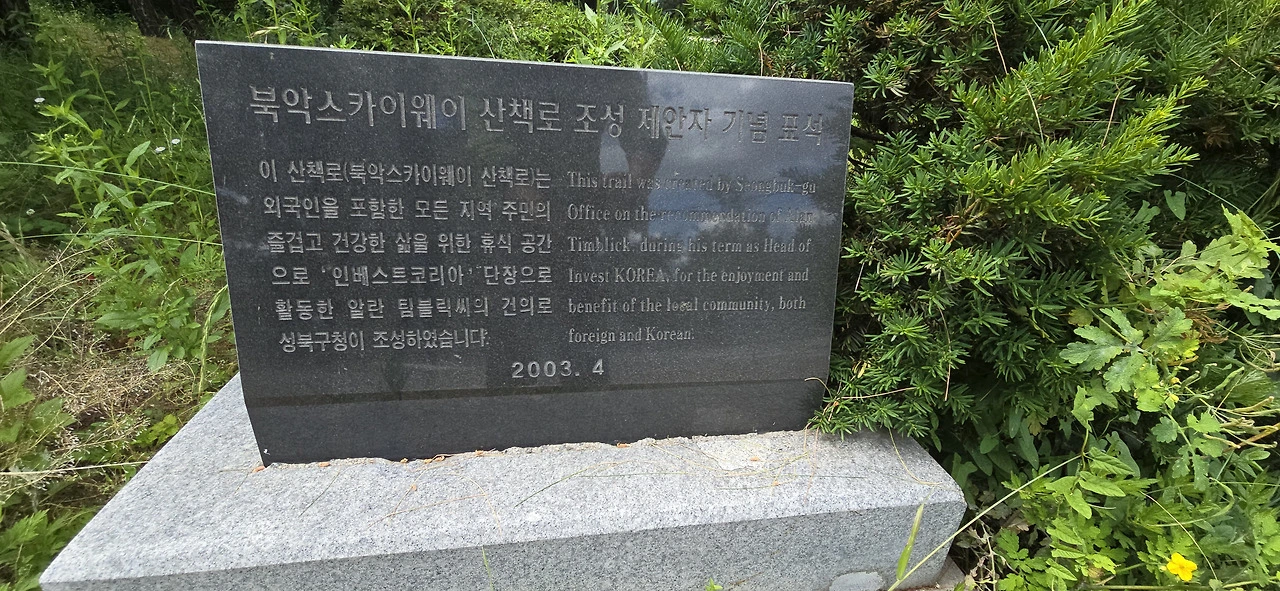 북악스카이웨이 산책로 조성 제안자 기념 표석
이 산책로(북악스카이웨이 산책로)는
외국인을 포함한 모든 지역 주민의
즐겁고 건강한 삶을 위한 휴식 공간
으로 '인베스트코리아' 단장으로
활동한 알란 팀블릭씨의 건의로
성북구청이 조성하였습니다.
This trail was created by Seongbuk-gu
Office on the recommendation of Alan
Timblick, during his term as Head of
Invest KOREA, for the enjoyment and
benefit of the local community, both
foreign and Korean.
2003. 4